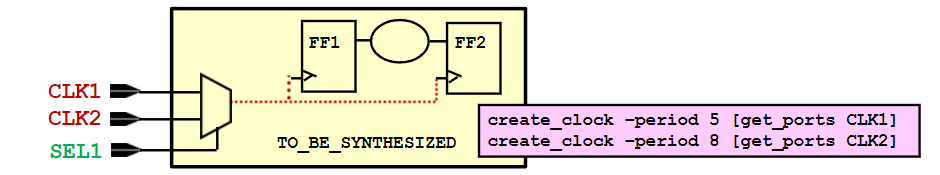 FF1
FF2
CLK1
CLK2
SEL1
TO_BE_SYNTHESIZED
create_clock –period 5 [get_ports CLK1]
create_clock –period 8 [get_ports CLK2]